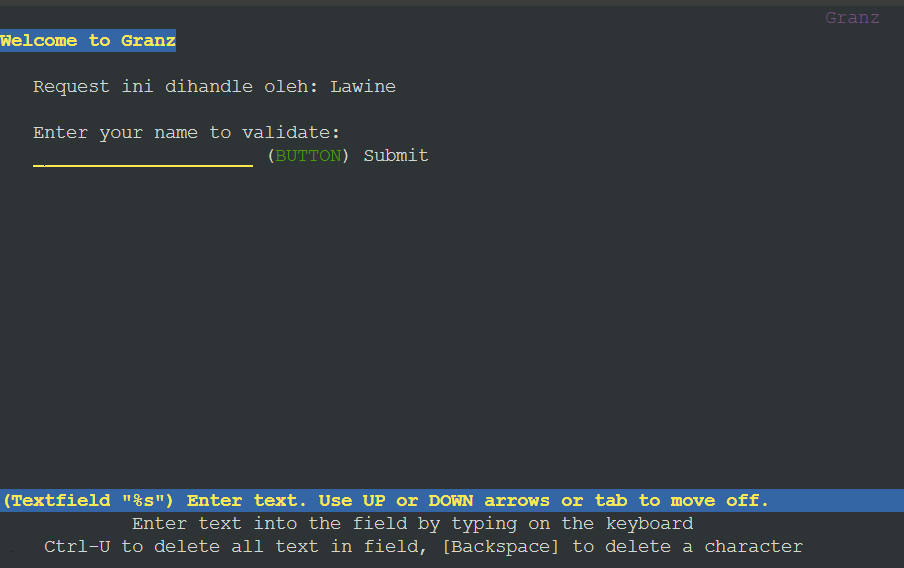 Granz
Welcome to Granz
Request ini dihandle oleh: Lawine
Enter your name to validate:
____________________ (BUTTON) Submit
(Textfield "%s") Enter text. Use UP or DOWN arrows or tab to move off.
Enter text into the field by typing on the keyboard
Ctrl-U to delete all text in field, [Backspace] to delete a character